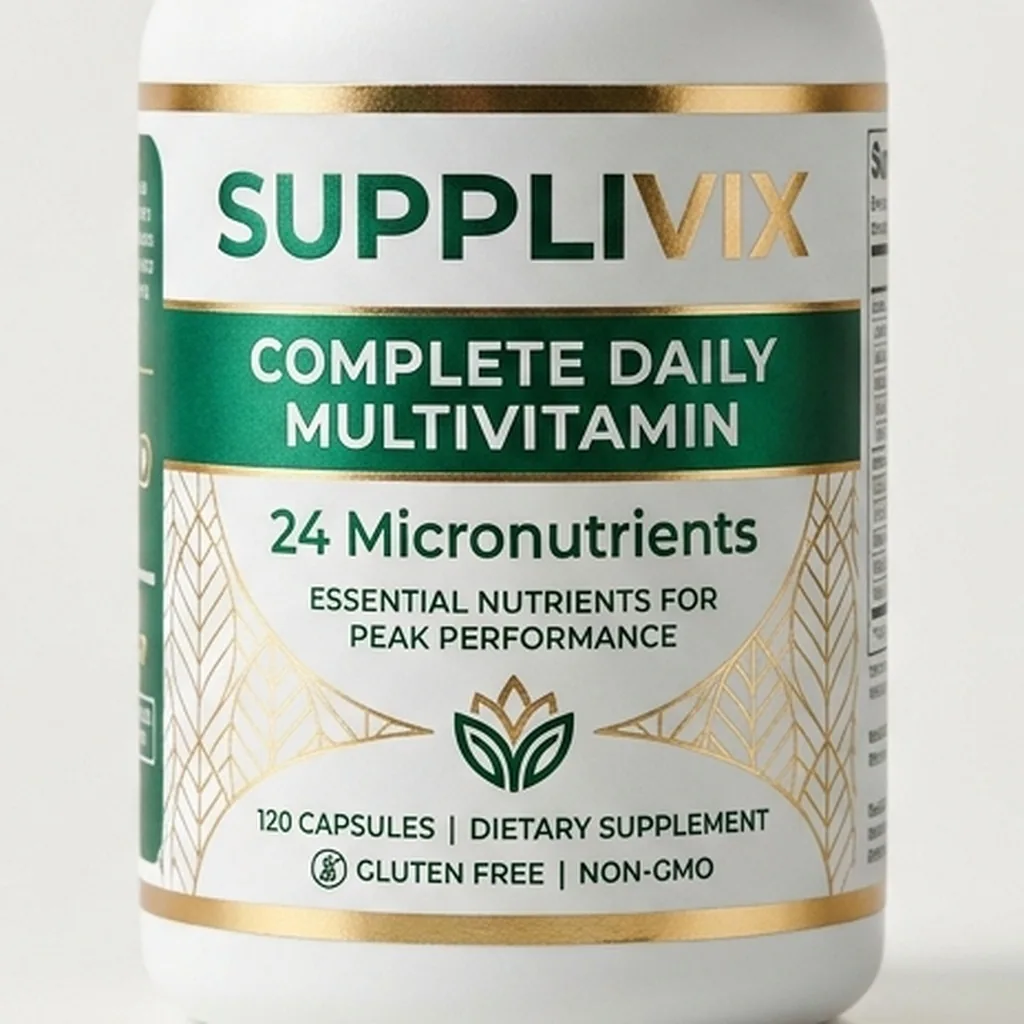 SUPPLIVIX
COMPLETE DAILY
MULTIVITAMIN
24 Micronutrients
ESSENTIAL NUTRIENTS FOR
PEAK PERFORMANCE
120 CAPSULES | DIETARY SUPPLEMENT
GLUTEN FREE | NON-GMO